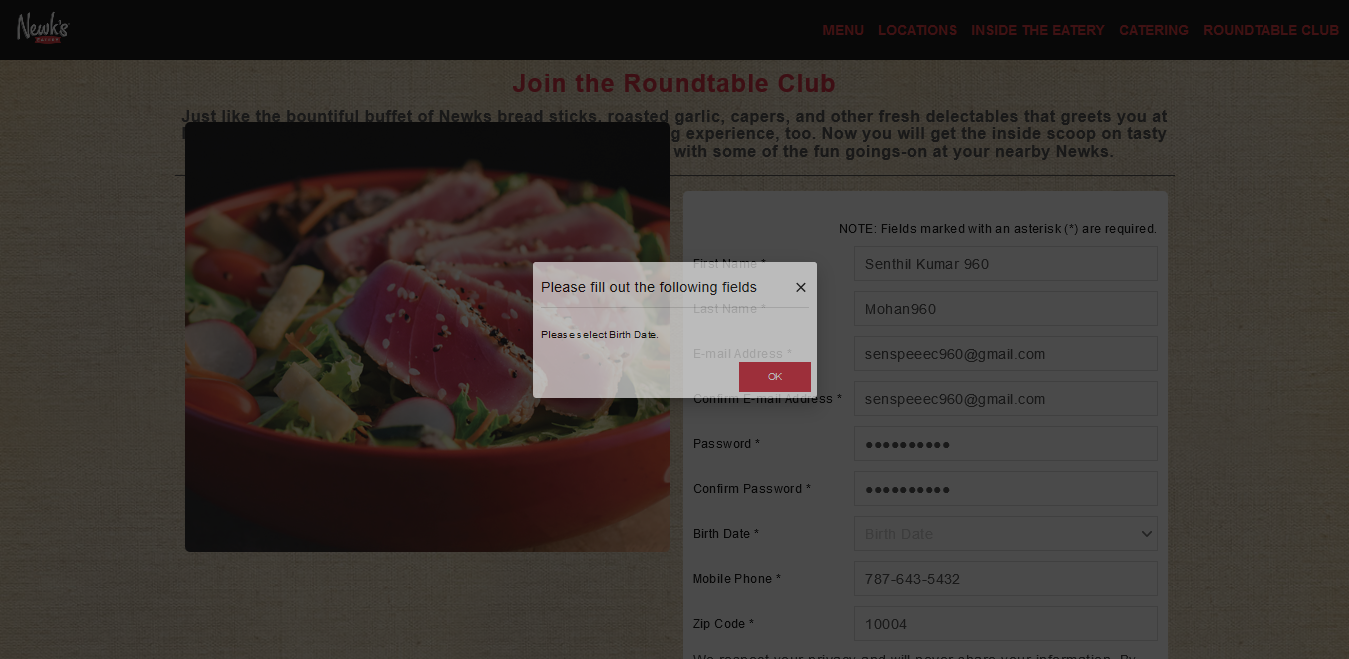 Newk's
EATERY
MENU LOCATIONS INSIDE THE EATERY CATERING ROUNDTABLE CLUB
Join the Roundtable Club
Just like the bountiful buffet of Newks bread sticks, roasted garlic, capers, and other fresh delectables that greets you at
experience, too. Now you will get the inside scoop on tasty
with some of the fun goings-on at your nearby Newks.
NOTE: Fields marked with an asterisk (*) are required.
First Name * Senthil Kumar 960
Please fill out the following fields
Last Name * Mohan960
Please select Birth Date.
E-mail Address * senspeeec960@gmail.com
OK
Confirm E-mail Address * senspeeec960@gmail.com
Password * ●●●●●●●●●●
Confirm Password * ●●●●●●●●●●
Birth Date * Birth Date
Mobile Phone * 787-643-5432
Zip Code * 10004
We respect your privacy and will never share your information. By